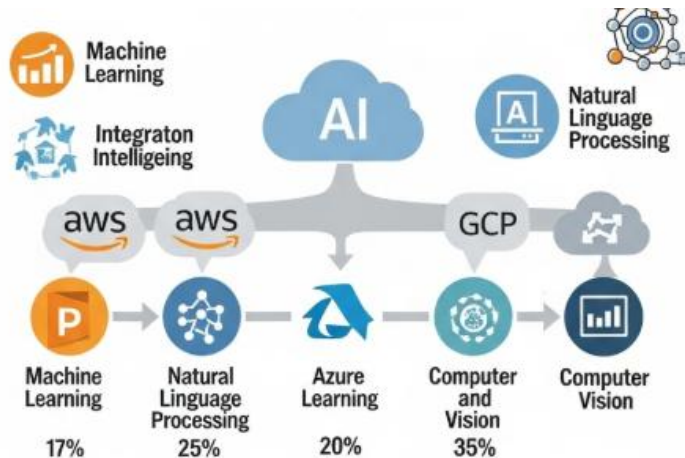 Machine
Learning
AI
A
Natural
Linguage
Processing
Integraton
Intelligeing
aws
aws
GCP
P
Machine
Learning
17%
Natural
Linguage
Processing
25%
Azure
Learning
20%
Computer
and
Vision
35%
Computer
Vision